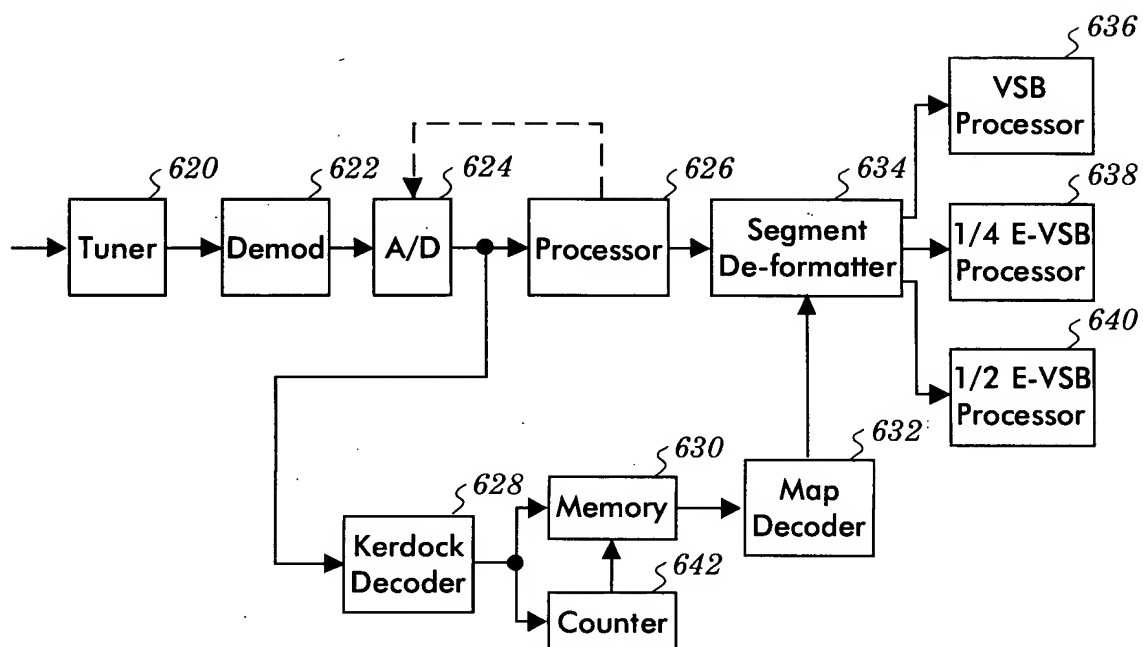 636
VSB
Processor
620
622
624
626
634
638
Tuner
Demod
A/D
Processor
Segment
De-formatter
1/4 E-VSB
Processor
640
1/2 E-VSB
Processor
628
630
632
Kerdock
Decoder
Memory
Map
Decoder
642
Counter